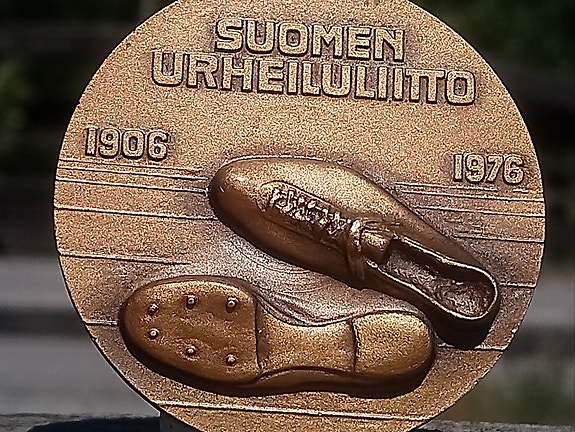 SUOMEN
URHEILULIITTO
1906
1976